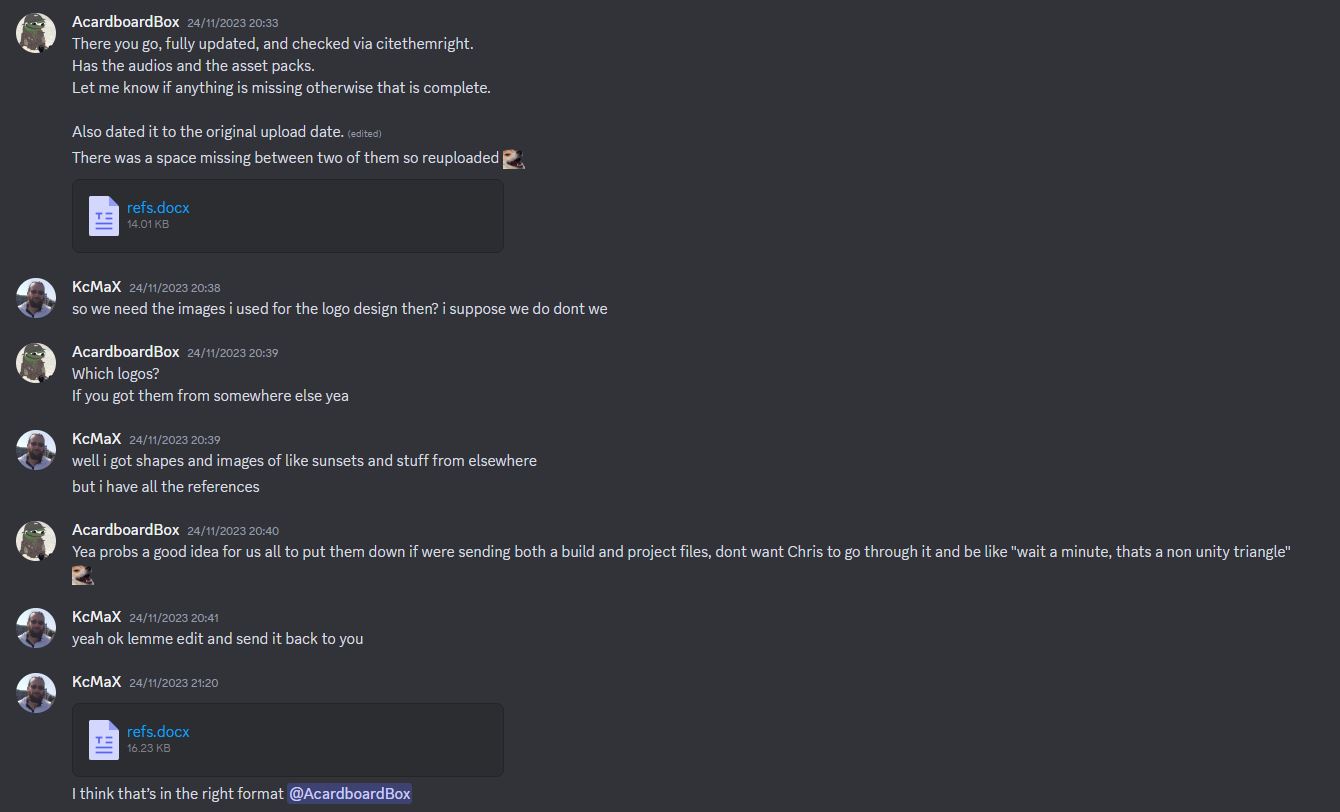 AcardboardBox 24/11/2023 20:33
There you go, fully updated, and checked via citethemright.
Has the audios and the asset packs.
Let me know if anything is missing otherwise that is complete.
Also dated it to the original upload date. (edited)
There was a space missing between two of them so reuploaded
refs.docx
14.01 KB
KcMaX 24/11/2023 20:38
so we need the images i used for the logo design then? i suppose we do dont we
AcardboardBox 24/11/2023 20:39
Which logos?
If you got them from somewhere else yea
KcMaX 24/11/2023 20:39
well i got shapes and images of like sunsets and stuff from elsewhere
but i have all the references
AcardboardBox 24/11/2023 20:40
Yea probs a good idea for us all to put them down if were sending both a build and project files, dont want Chris to go through it and be like "wait a minute, thats a non unity triangle"
KcMaX 24/11/2023 20:41
yeah ok lemme edit and send it back to you
KcMaX 24/11/2023 21:20
refs.docx
16.23 KB
I think that's in the right format @AcardboardBox